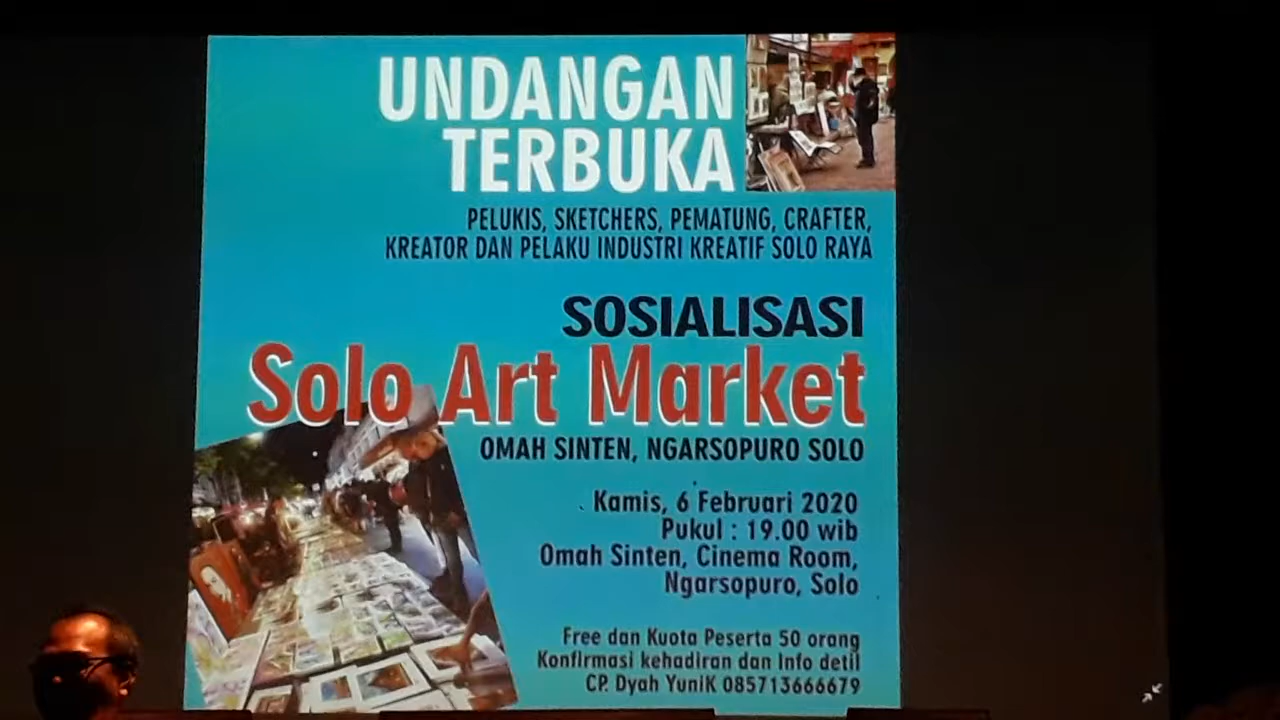 UNDANGAN
TERBUKA
PELUKIS, SKETCHERS, PEMATUNG, CRAFTER,
KREATOR DAN PELAKU INDUSTRI KREATIF SOLO RAYA
SOSIALISASI
Solo Art Market
OMAH SINTEN, NGARSOPURO SOLO
Kamis, 6 Februari 2020
Pukul : 19.00 wib
Omah Sinten, Cinema Room,
Ngarsopuro, Solo
Free dan Kuota Peserta 50 orang
Konfirmasi kehadiran dan Info detil
CP. Dyah YuniK 085713666679